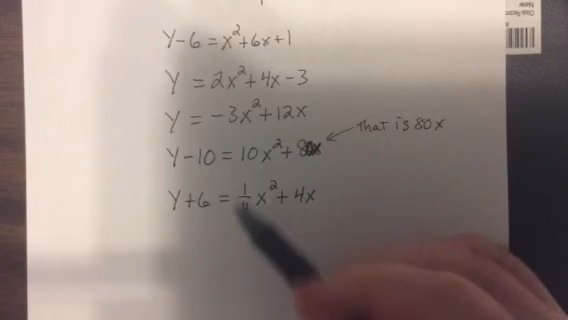 y-6=x²+6x+1
y=2x²+4x-3
y=-3x²+12x
y-10=10x²+80x ← That is 80x
y+6=1/4x²+4x